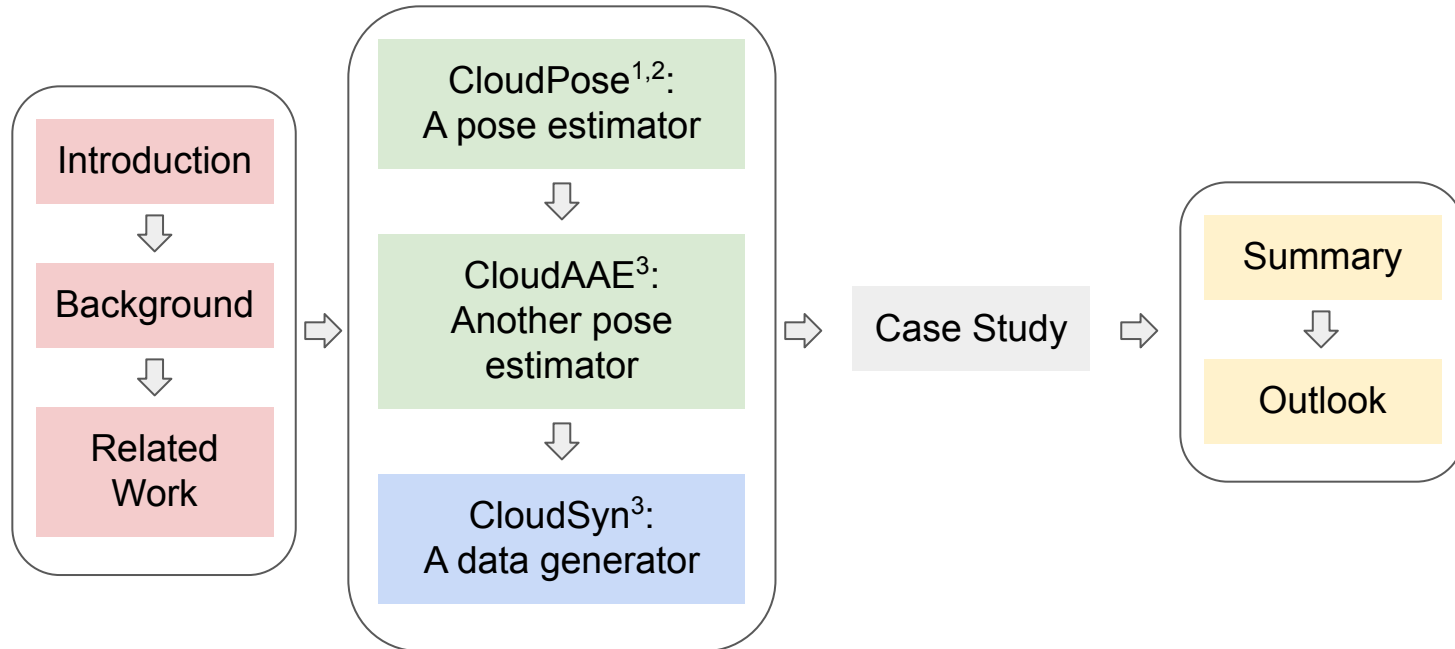 Introduction
Background
Related
Work
CloudPose1,2:
A pose estimator
CloudAAE3:
Another pose
estimator
CloudSyn3:
A data generator
Case Study
Summary
Outlook